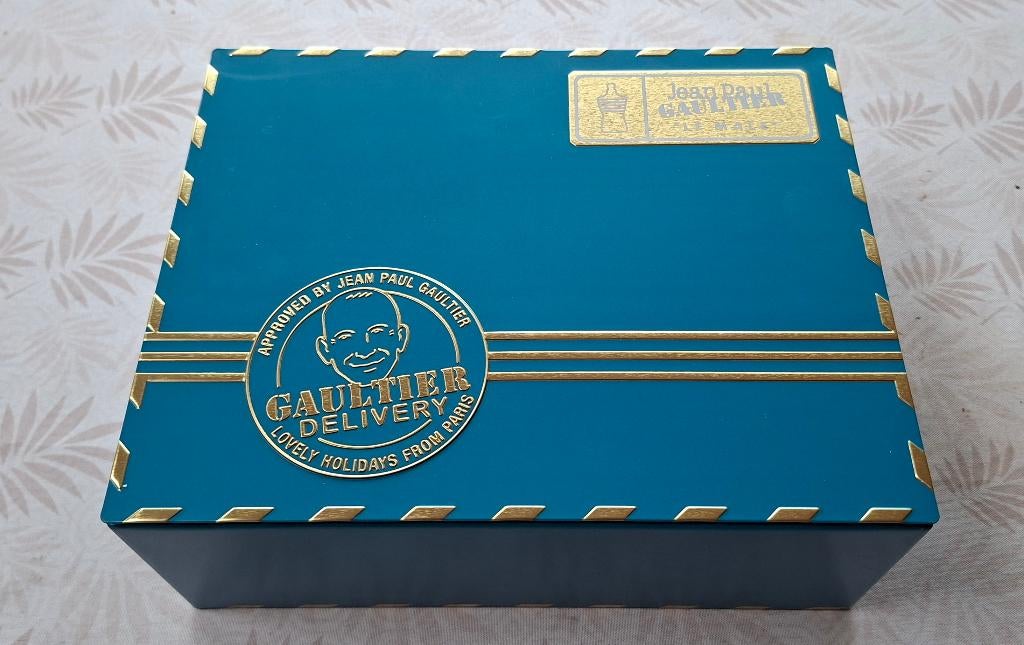 Jean Paul
GAULTIER
LE MALE
APPROVED BY JEAN PAUL GAULTIER
GAULTIER
DELIVERY
LOVELY HOLIDAYS FROM PARIS